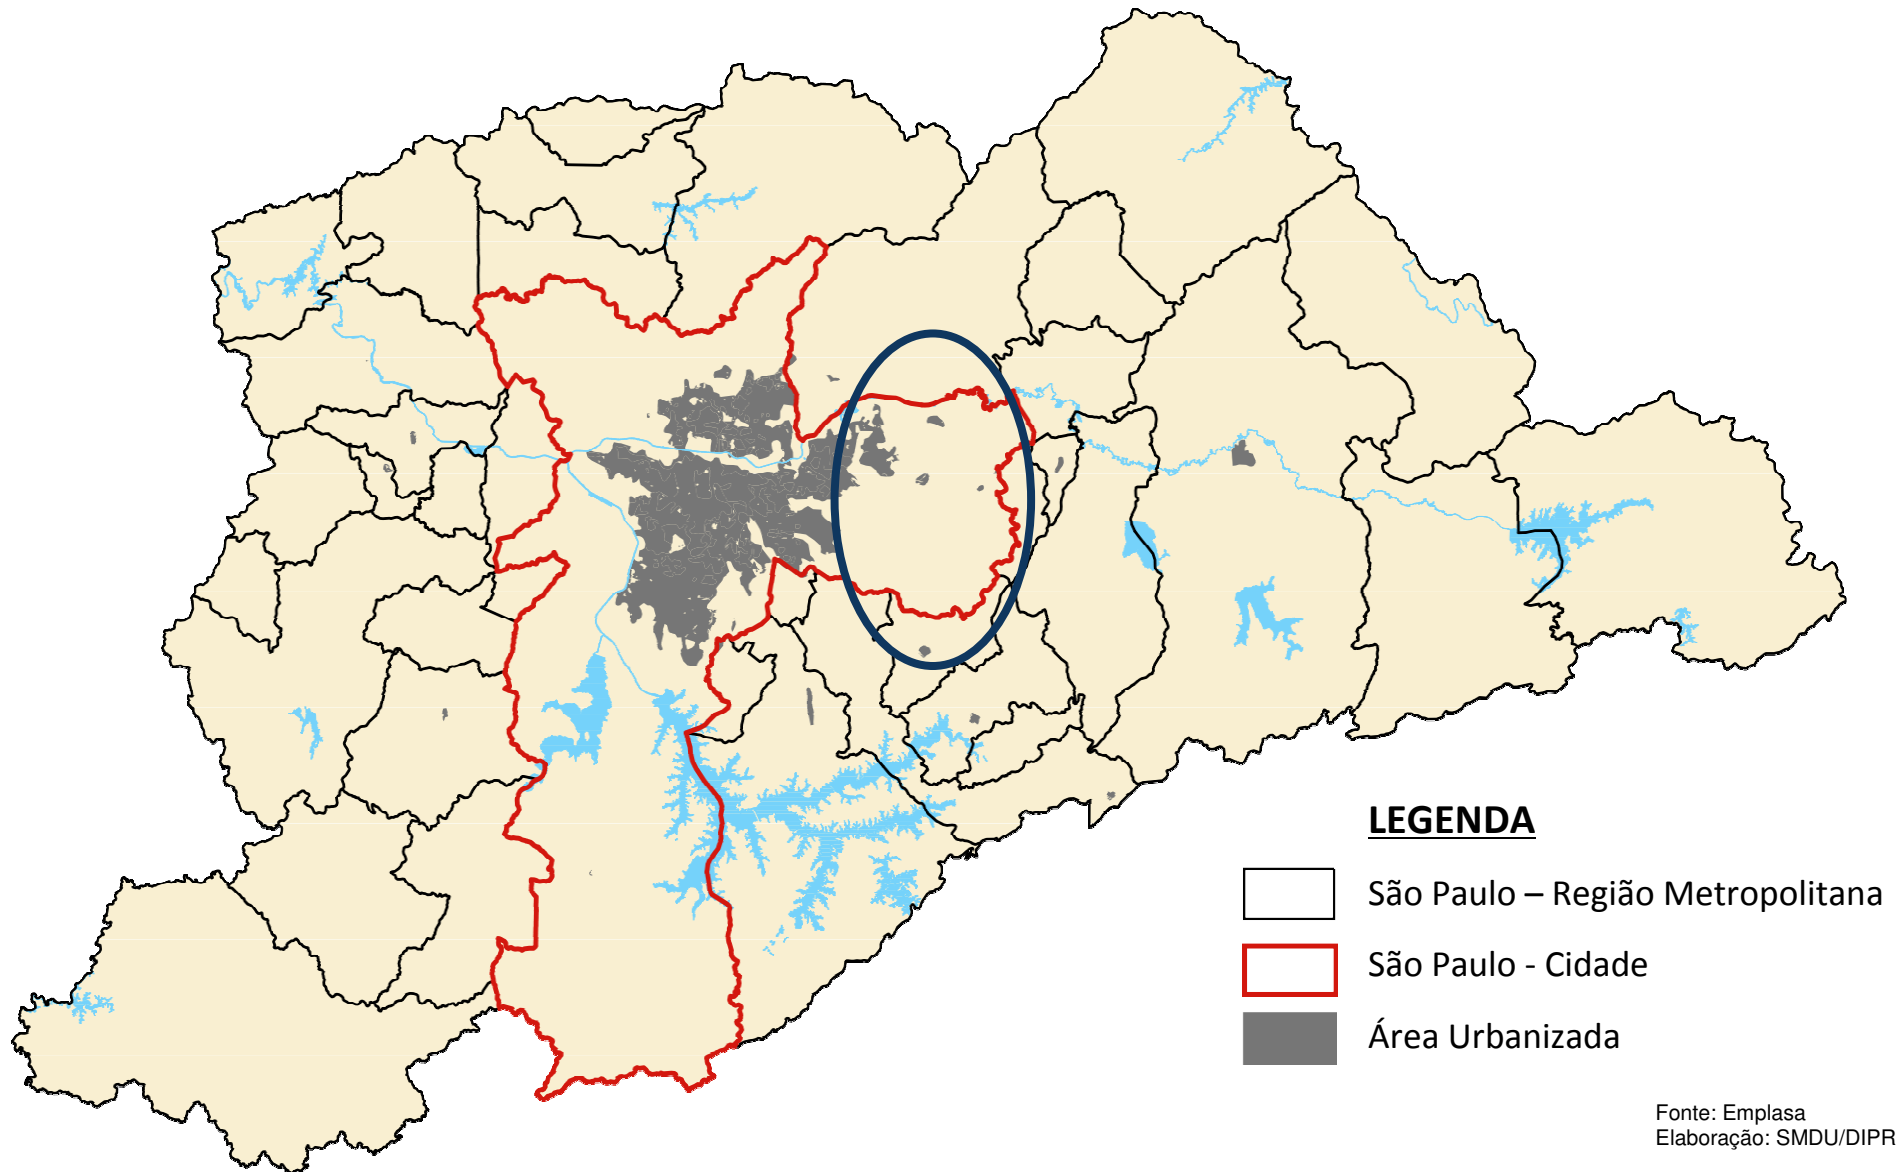 LEGENDA
São Paulo – Região Metropolitana
São Paulo - Cidade
Área Urbanizada
Fonte: Emplasa
Elaboração: SMDU/DIPR